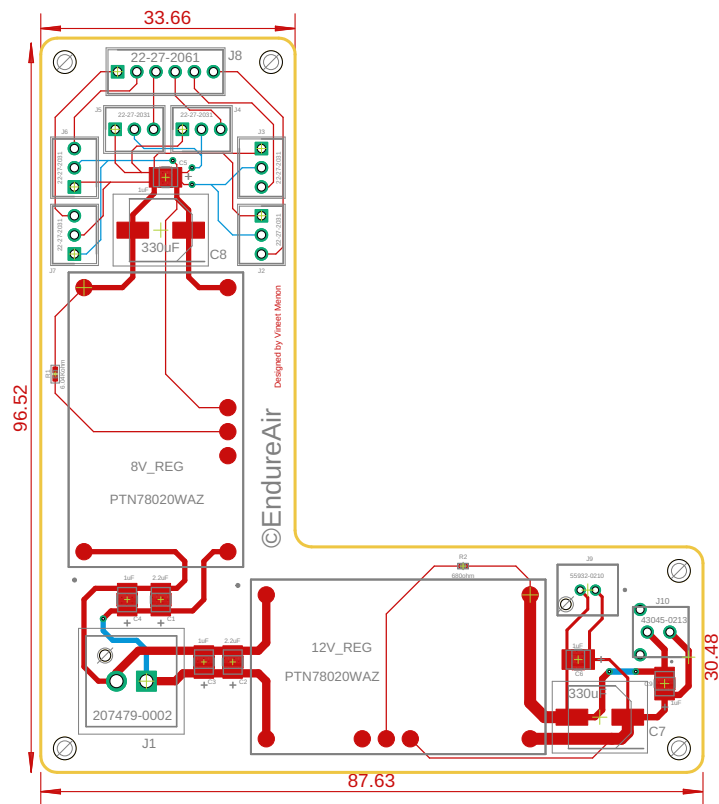 33.66
J8
22-27-2061
J5
22-27-2031
22-27-2031
J4
J6
22-27-2031
J3
22-27-2031
C5
1uF
22-27-2031
J7
22-27-2031
J2
330uF
C8
96.52
R1
Designed by Vineet Menon
©EndureAir
8V_REG
PTN78020WAZ
1uF
2.2uF
C4
C1
R2
680ohm
J9
55932-0210
J10
43045-0213
12V_REG
PTN78020WAZ
1uF
2.2uF
C3
C2
207479-0002
J1
1uF
C6
330uF
C9
1uF
C7
30.48
87.63